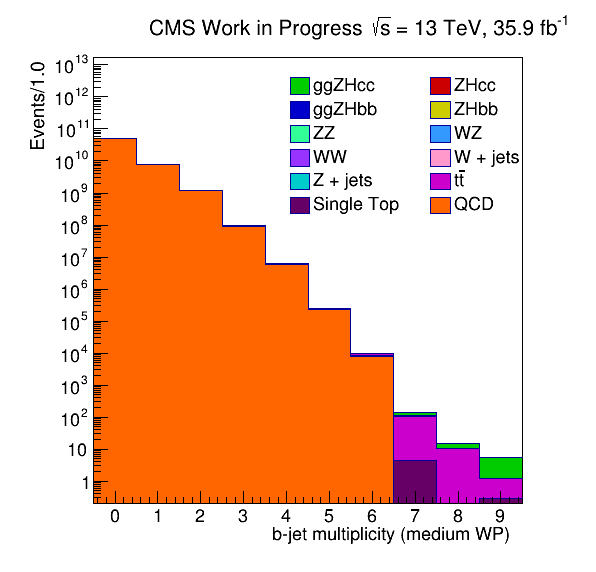 CMS Work in Progress √s = 13 TeV, 35.9 fb⁻¹
Events/1.0
10¹³
10¹²
10¹¹
10¹⁰
10⁹
10⁸
10⁷
10⁶
10⁵
10⁴
10³
10²
10
1
ggZHcc ZHcc
ggZHbb ZHbb
ZZ WZ
WW W + jets
Z + jets tt̄
Single Top QCD
0 1 2 3 4 5 6 7 8 9
b-jet multiplicity (medium WP)